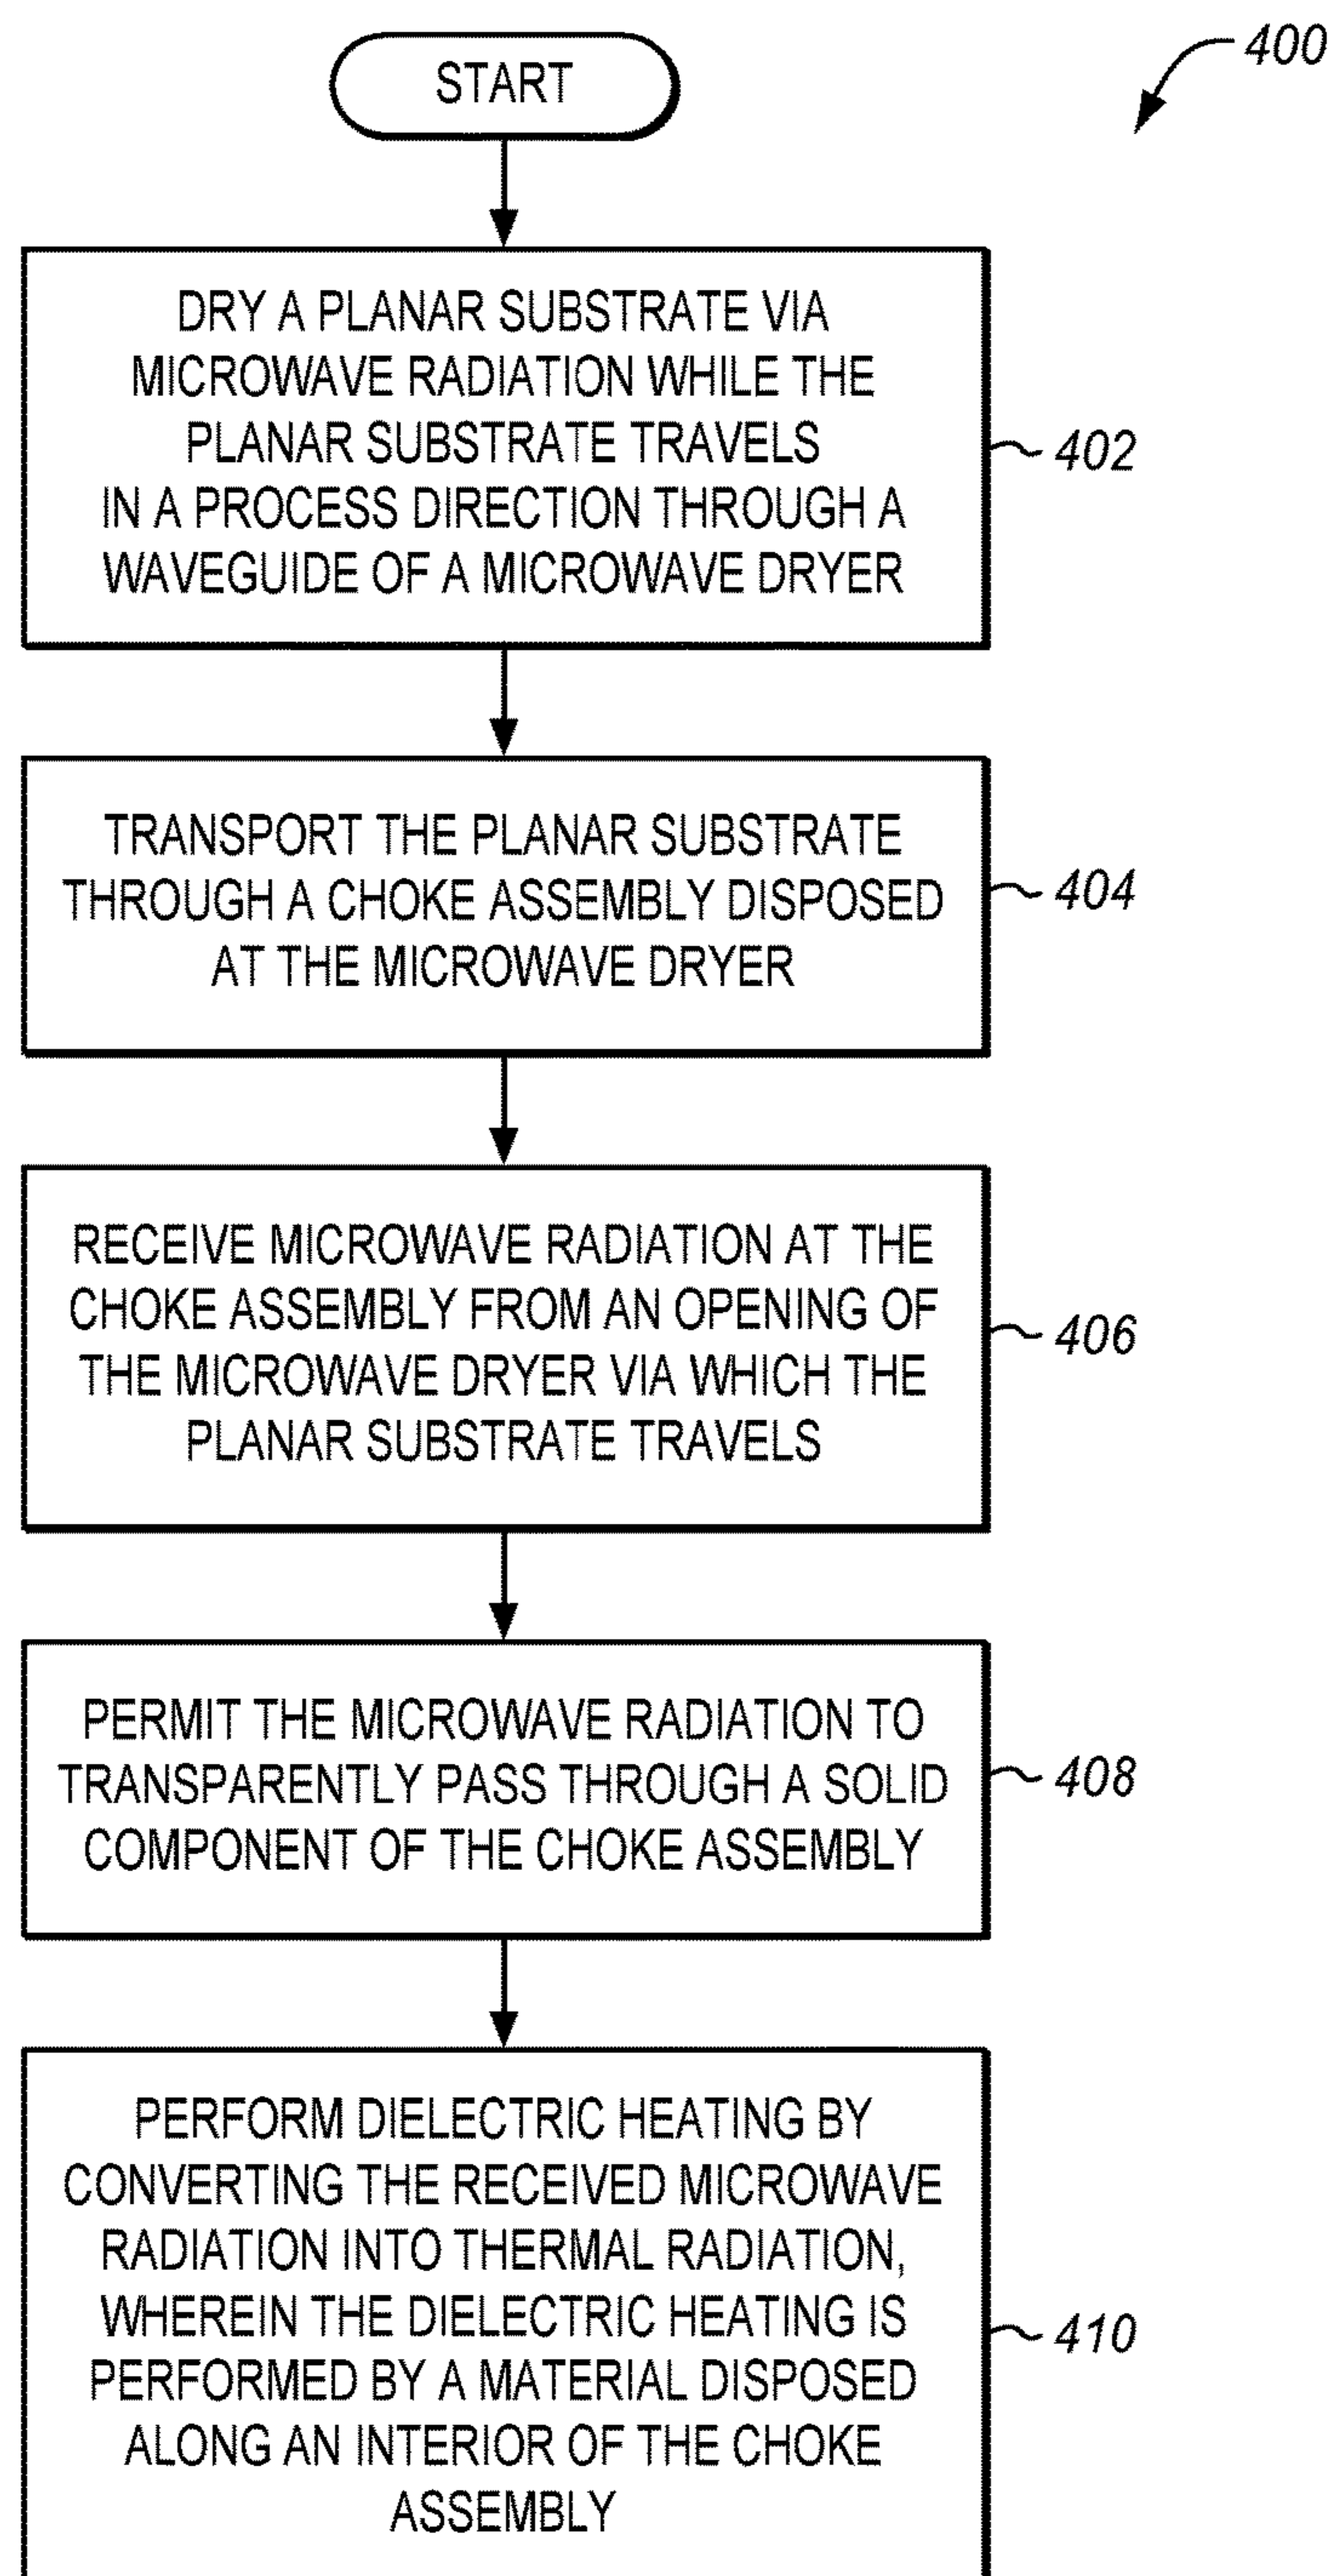 400
START
DRY A PLANAR SUBSTRATE VIA
MICROWAVE RADIATION WHILE THE
PLANAR SUBSTRATE TRAVELS
IN A PROCESS DIRECTION THROUGH A
WAVEGUIDE OF A MICROWAVE DRYER
402
TRANSPORT THE PLANAR SUBSTRATE
THROUGH A CHOKE ASSEMBLY DISPOSED
AT THE MICROWAVE DRYER
404
RECEIVE MICROWAVE RADIATION AT THE
CHOKE ASSEMBLY FROM AN OPENING OF
THE MICROWAVE DRYER VIA WHICH THE
PLANAR SUBSTRATE TRAVELS
406
PERMIT THE MICROWAVE RADIATION TO
TRANSPARENTLY PASS THROUGH A SOLID
COMPONENT OF THE CHOKE ASSEMBLY
408
PERFORM DIELECTRIC HEATING BY
CONVERTING THE RECEIVED MICROWAVE
RADIATION INTO THERMAL RADIATION,
WHEREIN THE DIELECTRIC HEATING IS
PERFORMED BY A MATERIAL DISPOSED
ALONG AN INTERIOR OF THE CHOKE
ASSEMBLY
410